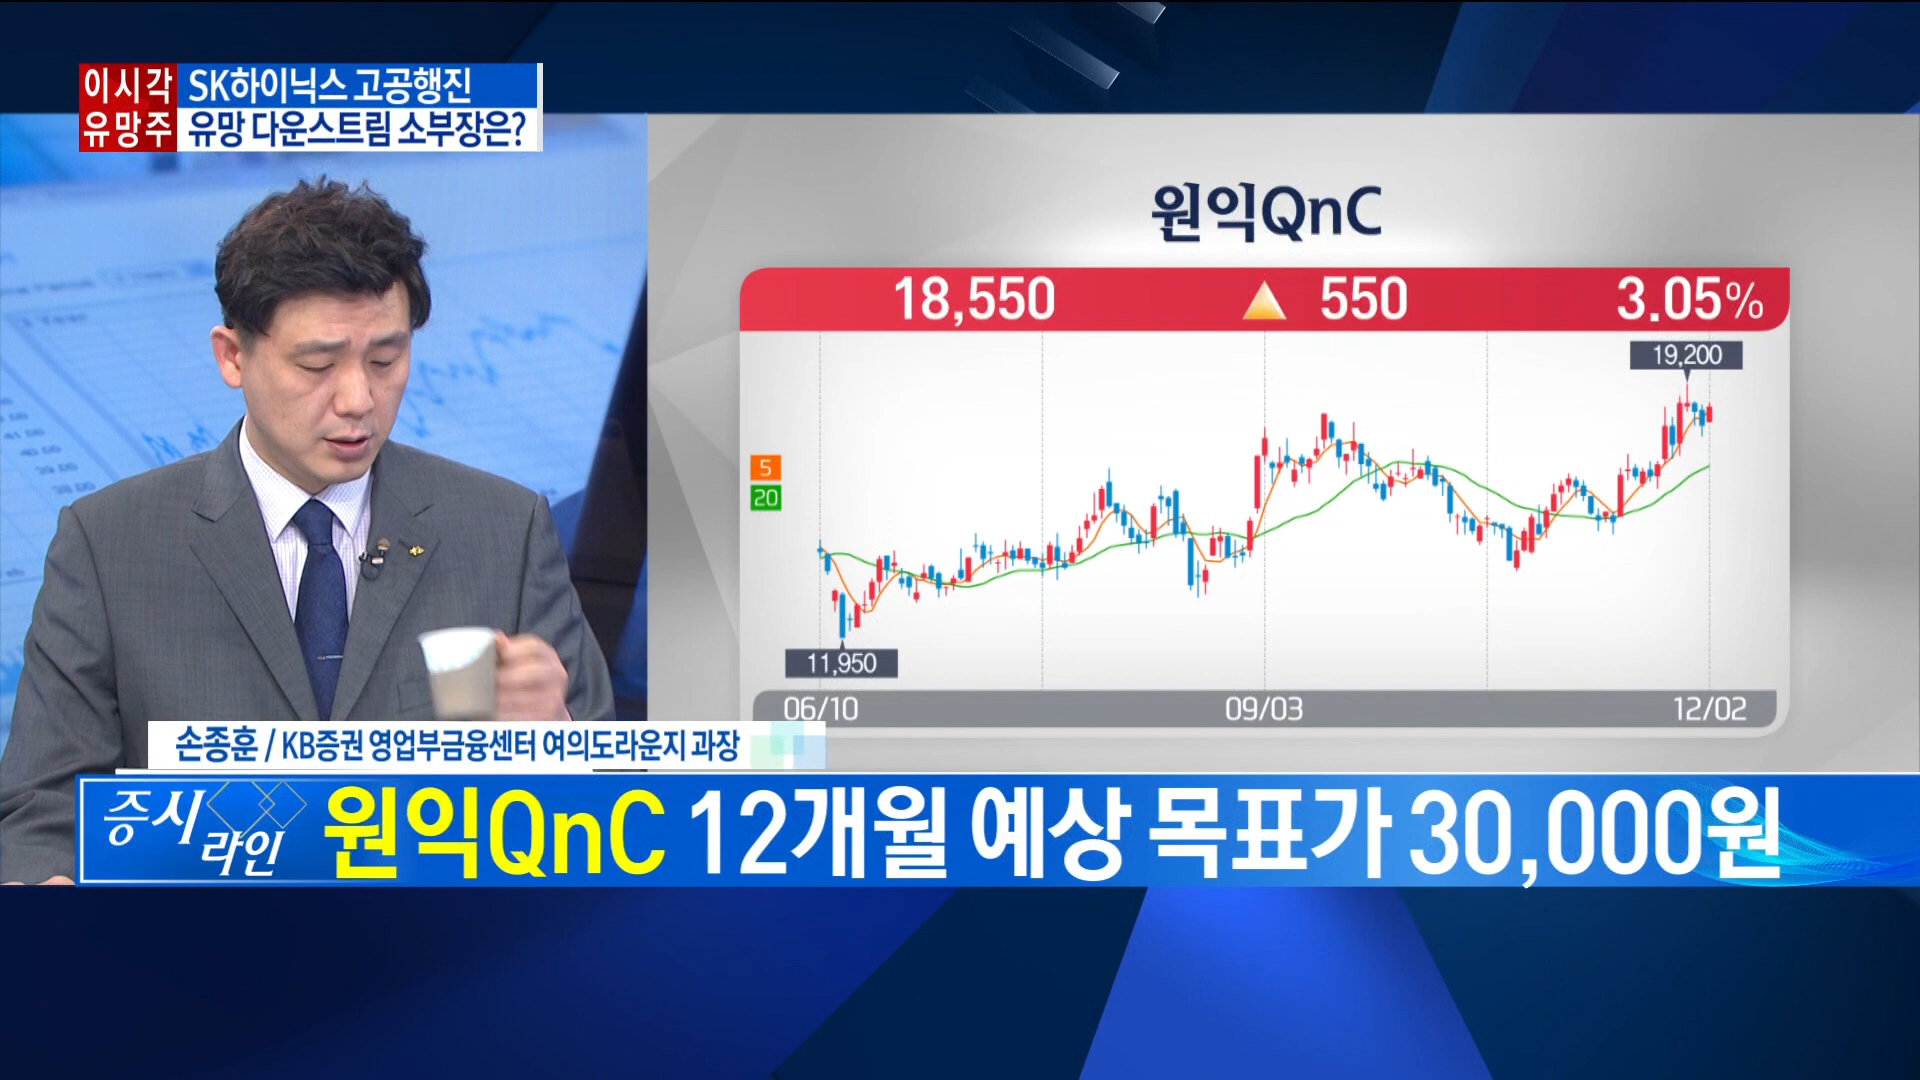 이시각 유망주
SK하이닉스 고공행진
유망 다운스트림 소부장은?
원익QnC
18,550 ▲ 550 3.05%
19,200
5
20
11,950
06/10 09/03 12/02
손종훈 / KB증권 영업부금융센터 여의도라운지 과장
증시라인
원익QnC 12개월 예상 목표가 30,000원